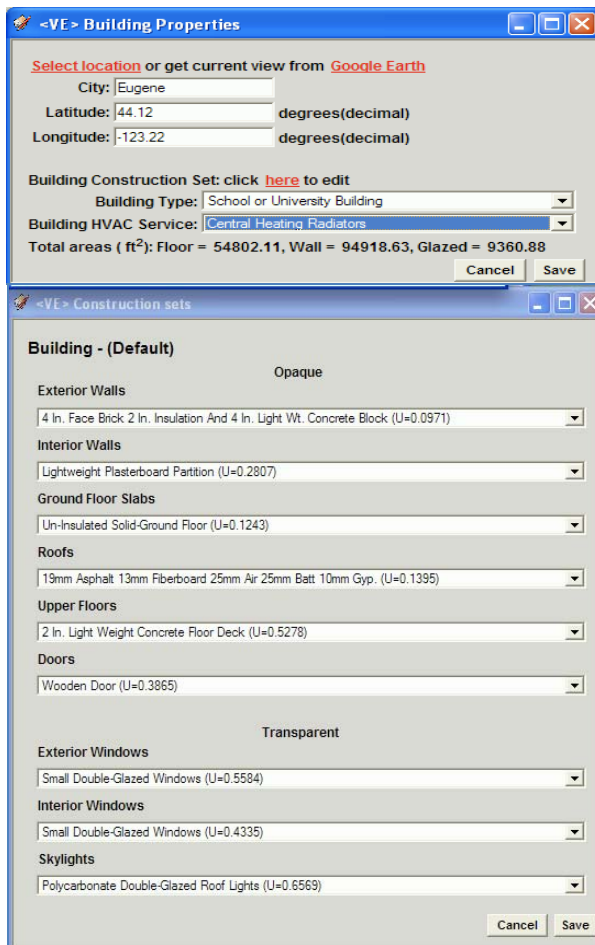 <VE> Building Properties
Select location or get current view from Google Earth
City: Eugene
Latitude: 44.12 degrees(decimal)
Longitude: -123.22 degrees(decimal)
Building Construction Set: click here to edit
Building Type: School or University Building
Building HVAC Service: Central Heating Radiators
Total areas ( ft²): Floor = 54802.11, Wall = 94918.63, Glazed = 9360.88
Cancel Save
<VE> Construction sets
Building - (Default)
Opaque
Exterior Walls
4 In. Face Brick 2 In. Insulation And 4 In. Light Wt. Concrete Block (U=0.0971)
Interior Walls
Lightweight Plasterboard Partition (U=0.2807)
Ground Floor Slabs
Un-Insulated Solid-Ground Floor (U=0.1243)
Roofs
19mm Asphalt 13mm Fiberboard 25mm Air 25mm Batt 10mm Gyp. (U=0.1395)
Upper Floors
2 In. Light Weight Concrete Floor Deck (U=0.5278)
Doors
Wooden Door (U=0.3865)
Transparent
Exterior Windows
Small Double-Glazed Windows (U=0.5584)
Interior Windows
Small Double-Glazed Windows (U=0.4335)
Skylights
Polycarbonate Double-Glazed Roof Lights (U=0.6569)
Cancel Save